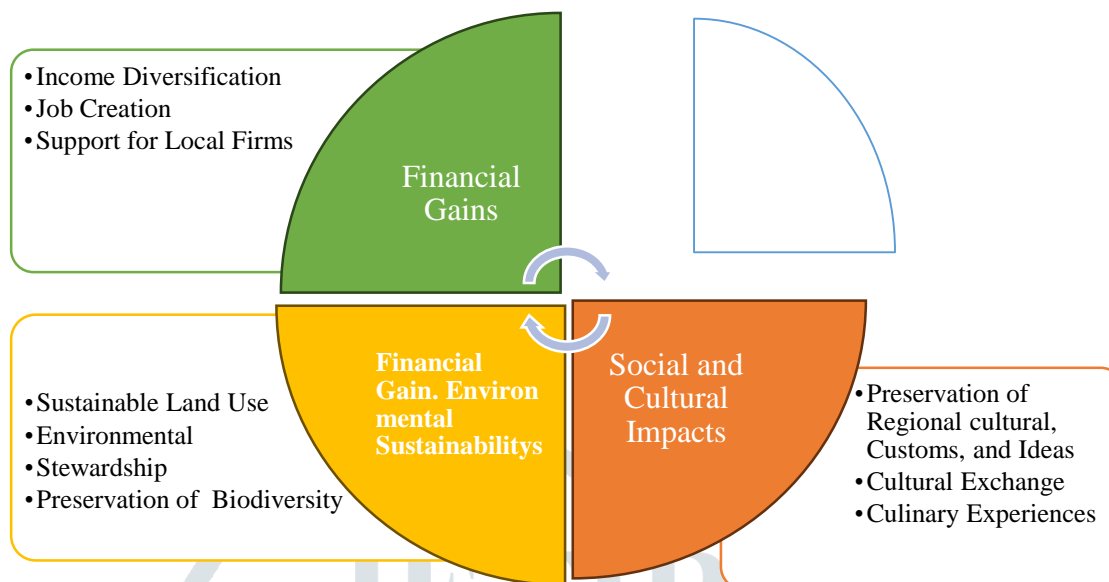 •Income Diversification
•Job Creation
•Support for Local Firms
Financial
Gains
Financial
Gain. Environ
mental
Sustainabilitys
•Sustainable Land Use
•Environmental
•Stewardship
•Preservation of Biodiversity
Social and
Cultural
Impacts
•Preservation of
Regional cultural,
Customs, and Ideas
•Cultural Exchange
•Culinary Experiences